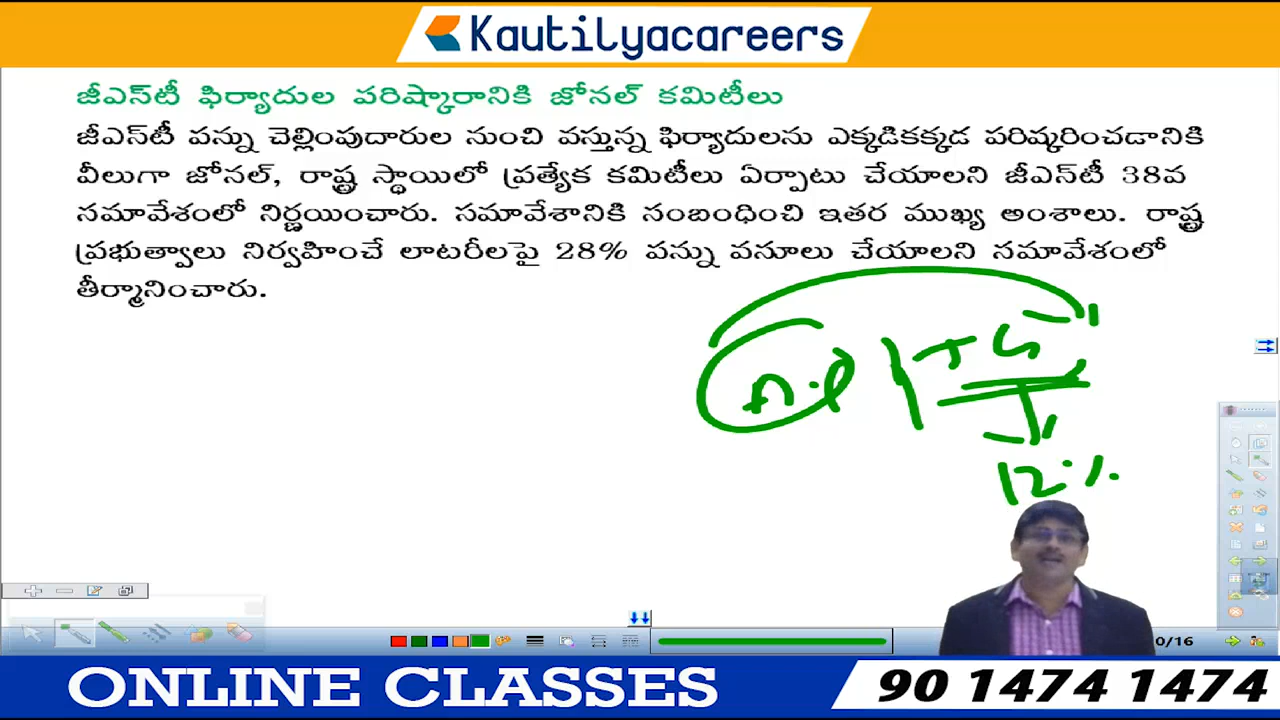 Kautilyacareers
జీఎస్‌టీ ఫిర్యాదుల పరిష్కారానికి జోనల్ కమిటీలు
జీఎస్‌టీ పన్ను చెల్లింపుదారుల నుంచి వస్తున్న ఫిర్యాదులను ఎక్కడికక్కడ పరిష్కరించడానికి
వీలుగా జోనల్, రాష్ట్ర స్థాయిలో ప్రత్యేక కమిటీలు ఏర్పాటు చేయాలని జీఎస్‌టీ 38వ
సమావేశంలో నిర్ణయించారు. సమావేశానికి సంబంధించి ఇతర ముఖ్య అంశాలు. రాష్ట్ర
ప్రభుత్వాలు నిర్వహించే లాటరీలపై 28% పన్ను వసూలు చేయాలని సమావేశంలో
తీర్మానించారు.
12%
0/16
ONLINE CLASSES
90 1474 1474